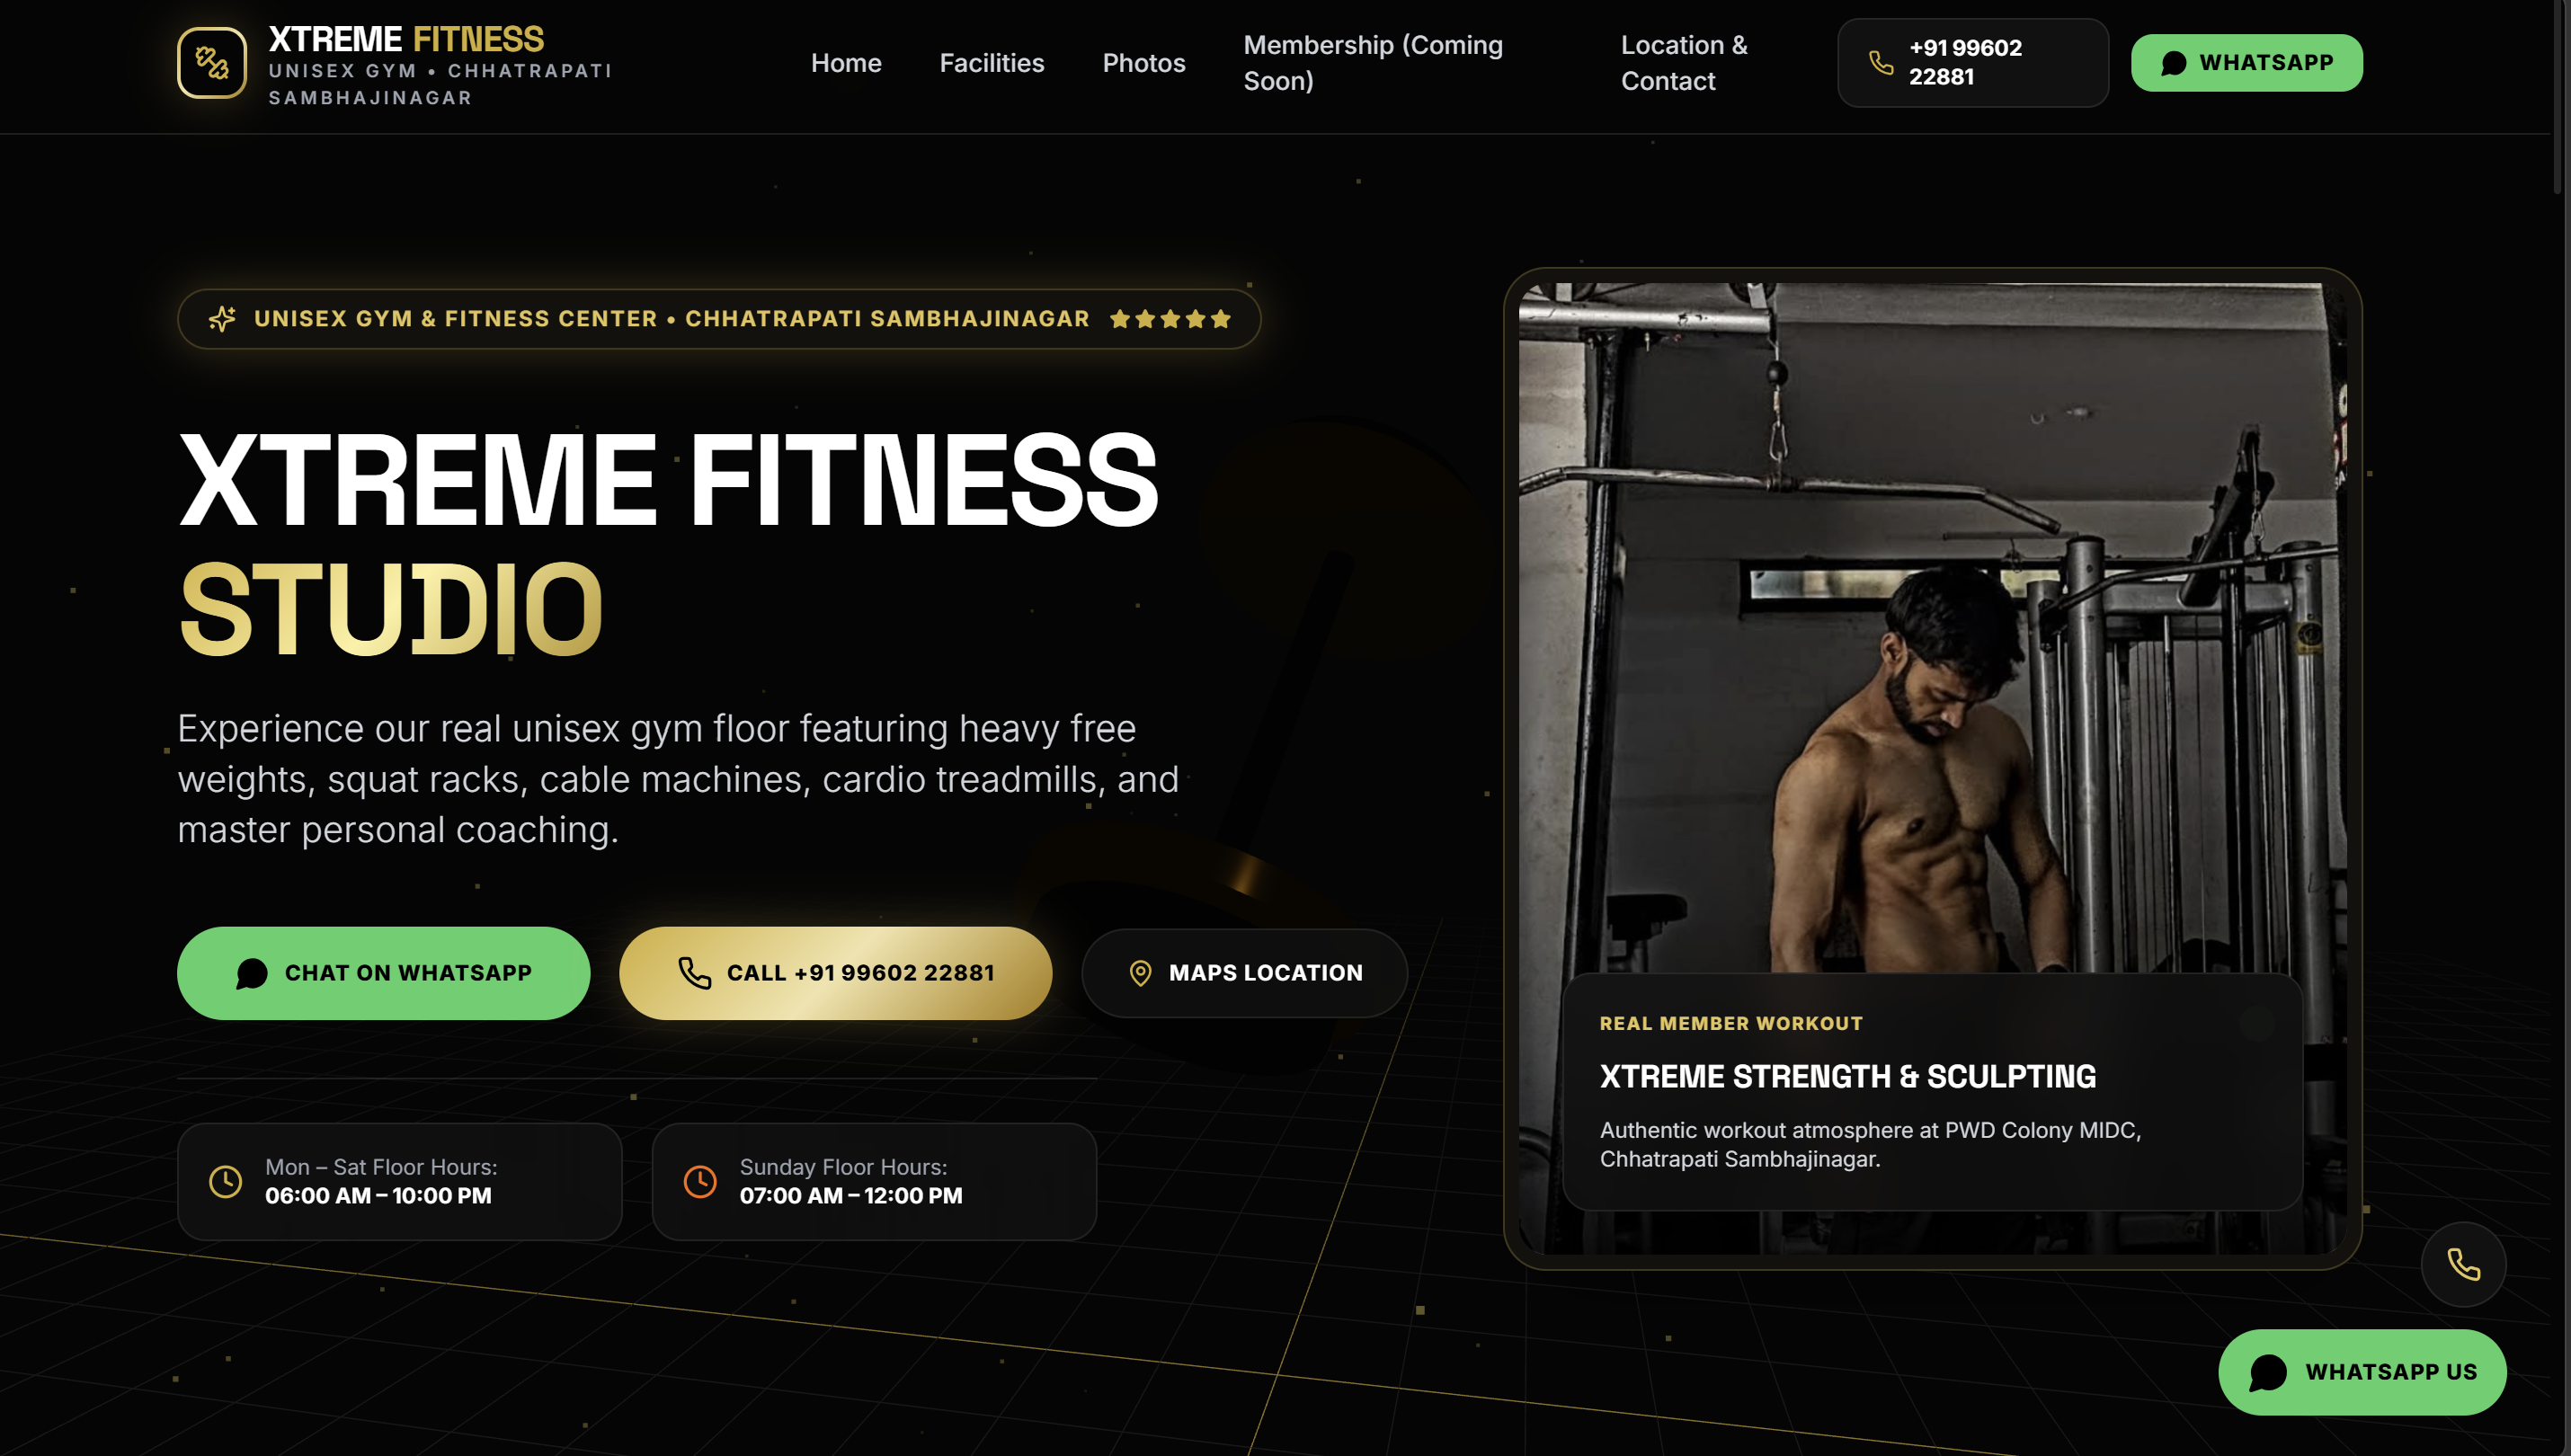 XTREME FITNESS
UNISEX GYM • CHHATRAPATI
SAMBHAJINAGAR
Home
Facilities
Photos
Membership (Coming
Soon)
Location &
Contact
+91 99602
22881
WHATSAPP
UNISEX GYM & FITNESS CENTER • CHHATRAPATI SAMBHAJINAGAR ★★★★★
XTREME FITNESS
STUDIO
Experience our real unisex gym floor featuring heavy free
weights, squat racks, cable machines, cardio treadmills, and
master personal coaching.
CHAT ON WHATSAPP
CALL +91 99602 22881
MAPS LOCATION
Mon – Sat Floor Hours:
06:00 AM – 10:00 PM
Sunday Floor Hours:
07:00 AM – 12:00 PM
REAL MEMBER WORKOUT
XTREME STRENGTH & SCULPTING
Authentic workout atmosphere at PWD Colony MIDC,
Chhatrapati Sambhajinagar.
WHATSAPP US